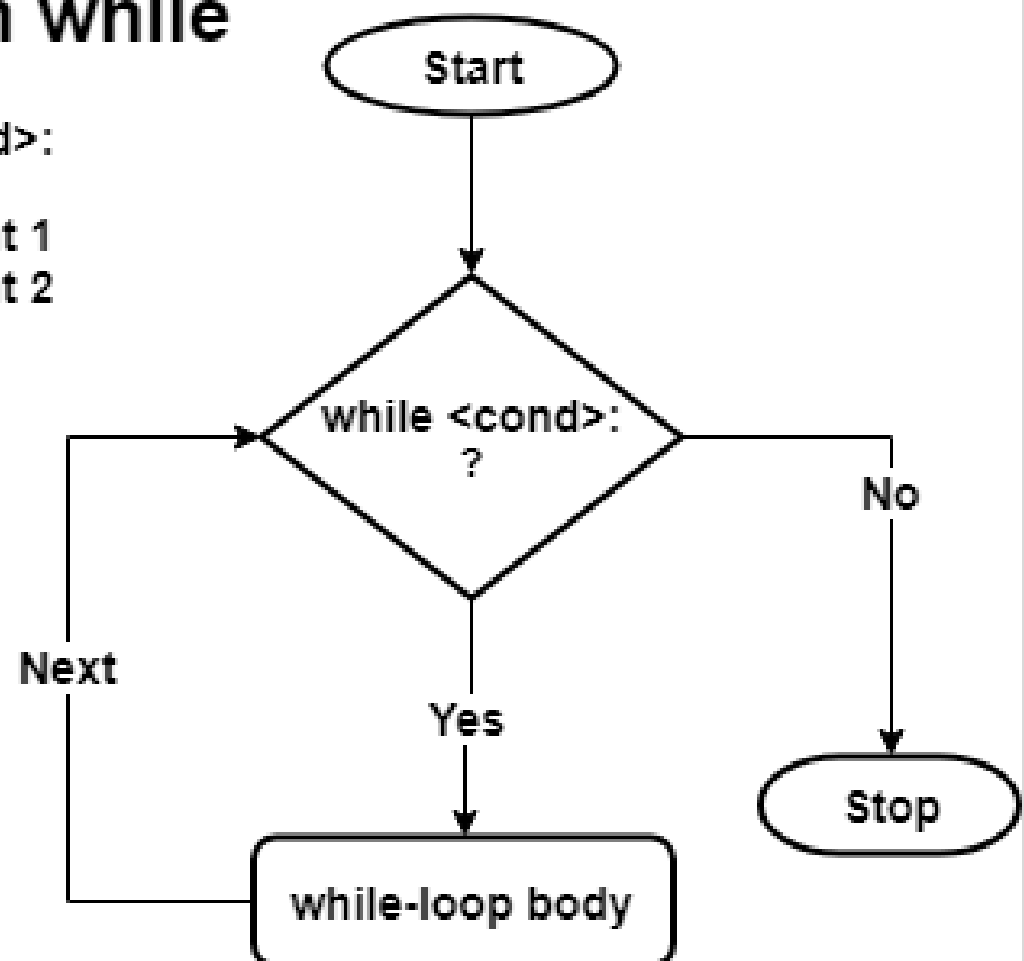 while
Start
d>:
t 1
t 2
while <cond>:
?
No
Next
Yes
Stop
while-loop body